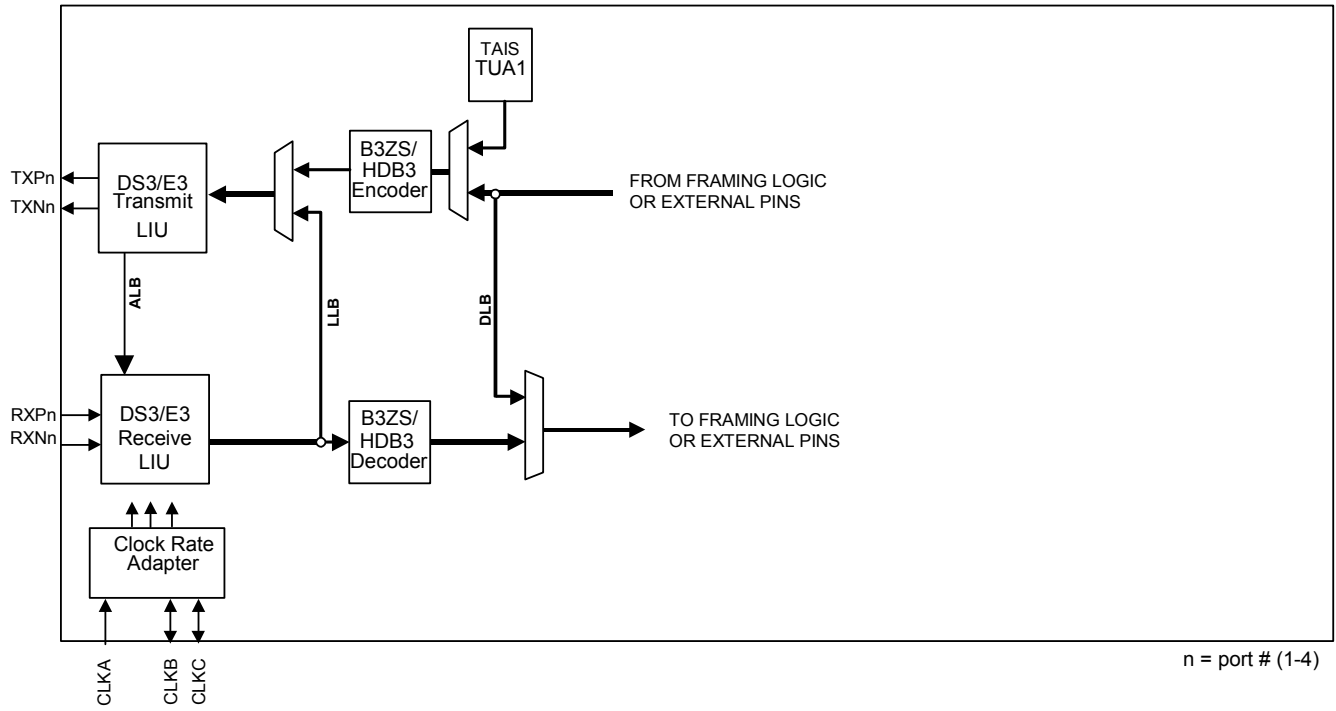 TAIS
TUA1
B3ZS/
HDB3
Encoder
FROM FRAMING LOGIC
OR EXTERNAL PINS
TXPn
TXNn
DS3/E3
Transmit
LIU
ALB
LLB
DLB
RXPn
RXNn
DS3/E3
Receive
LIU
B3ZS/
HDB3
Decoder
TO FRAMING LOGIC
OR EXTERNAL PINS
Clock Rate
Adapter
CLKA
CLKB
CLKC
n = port # (1-4)